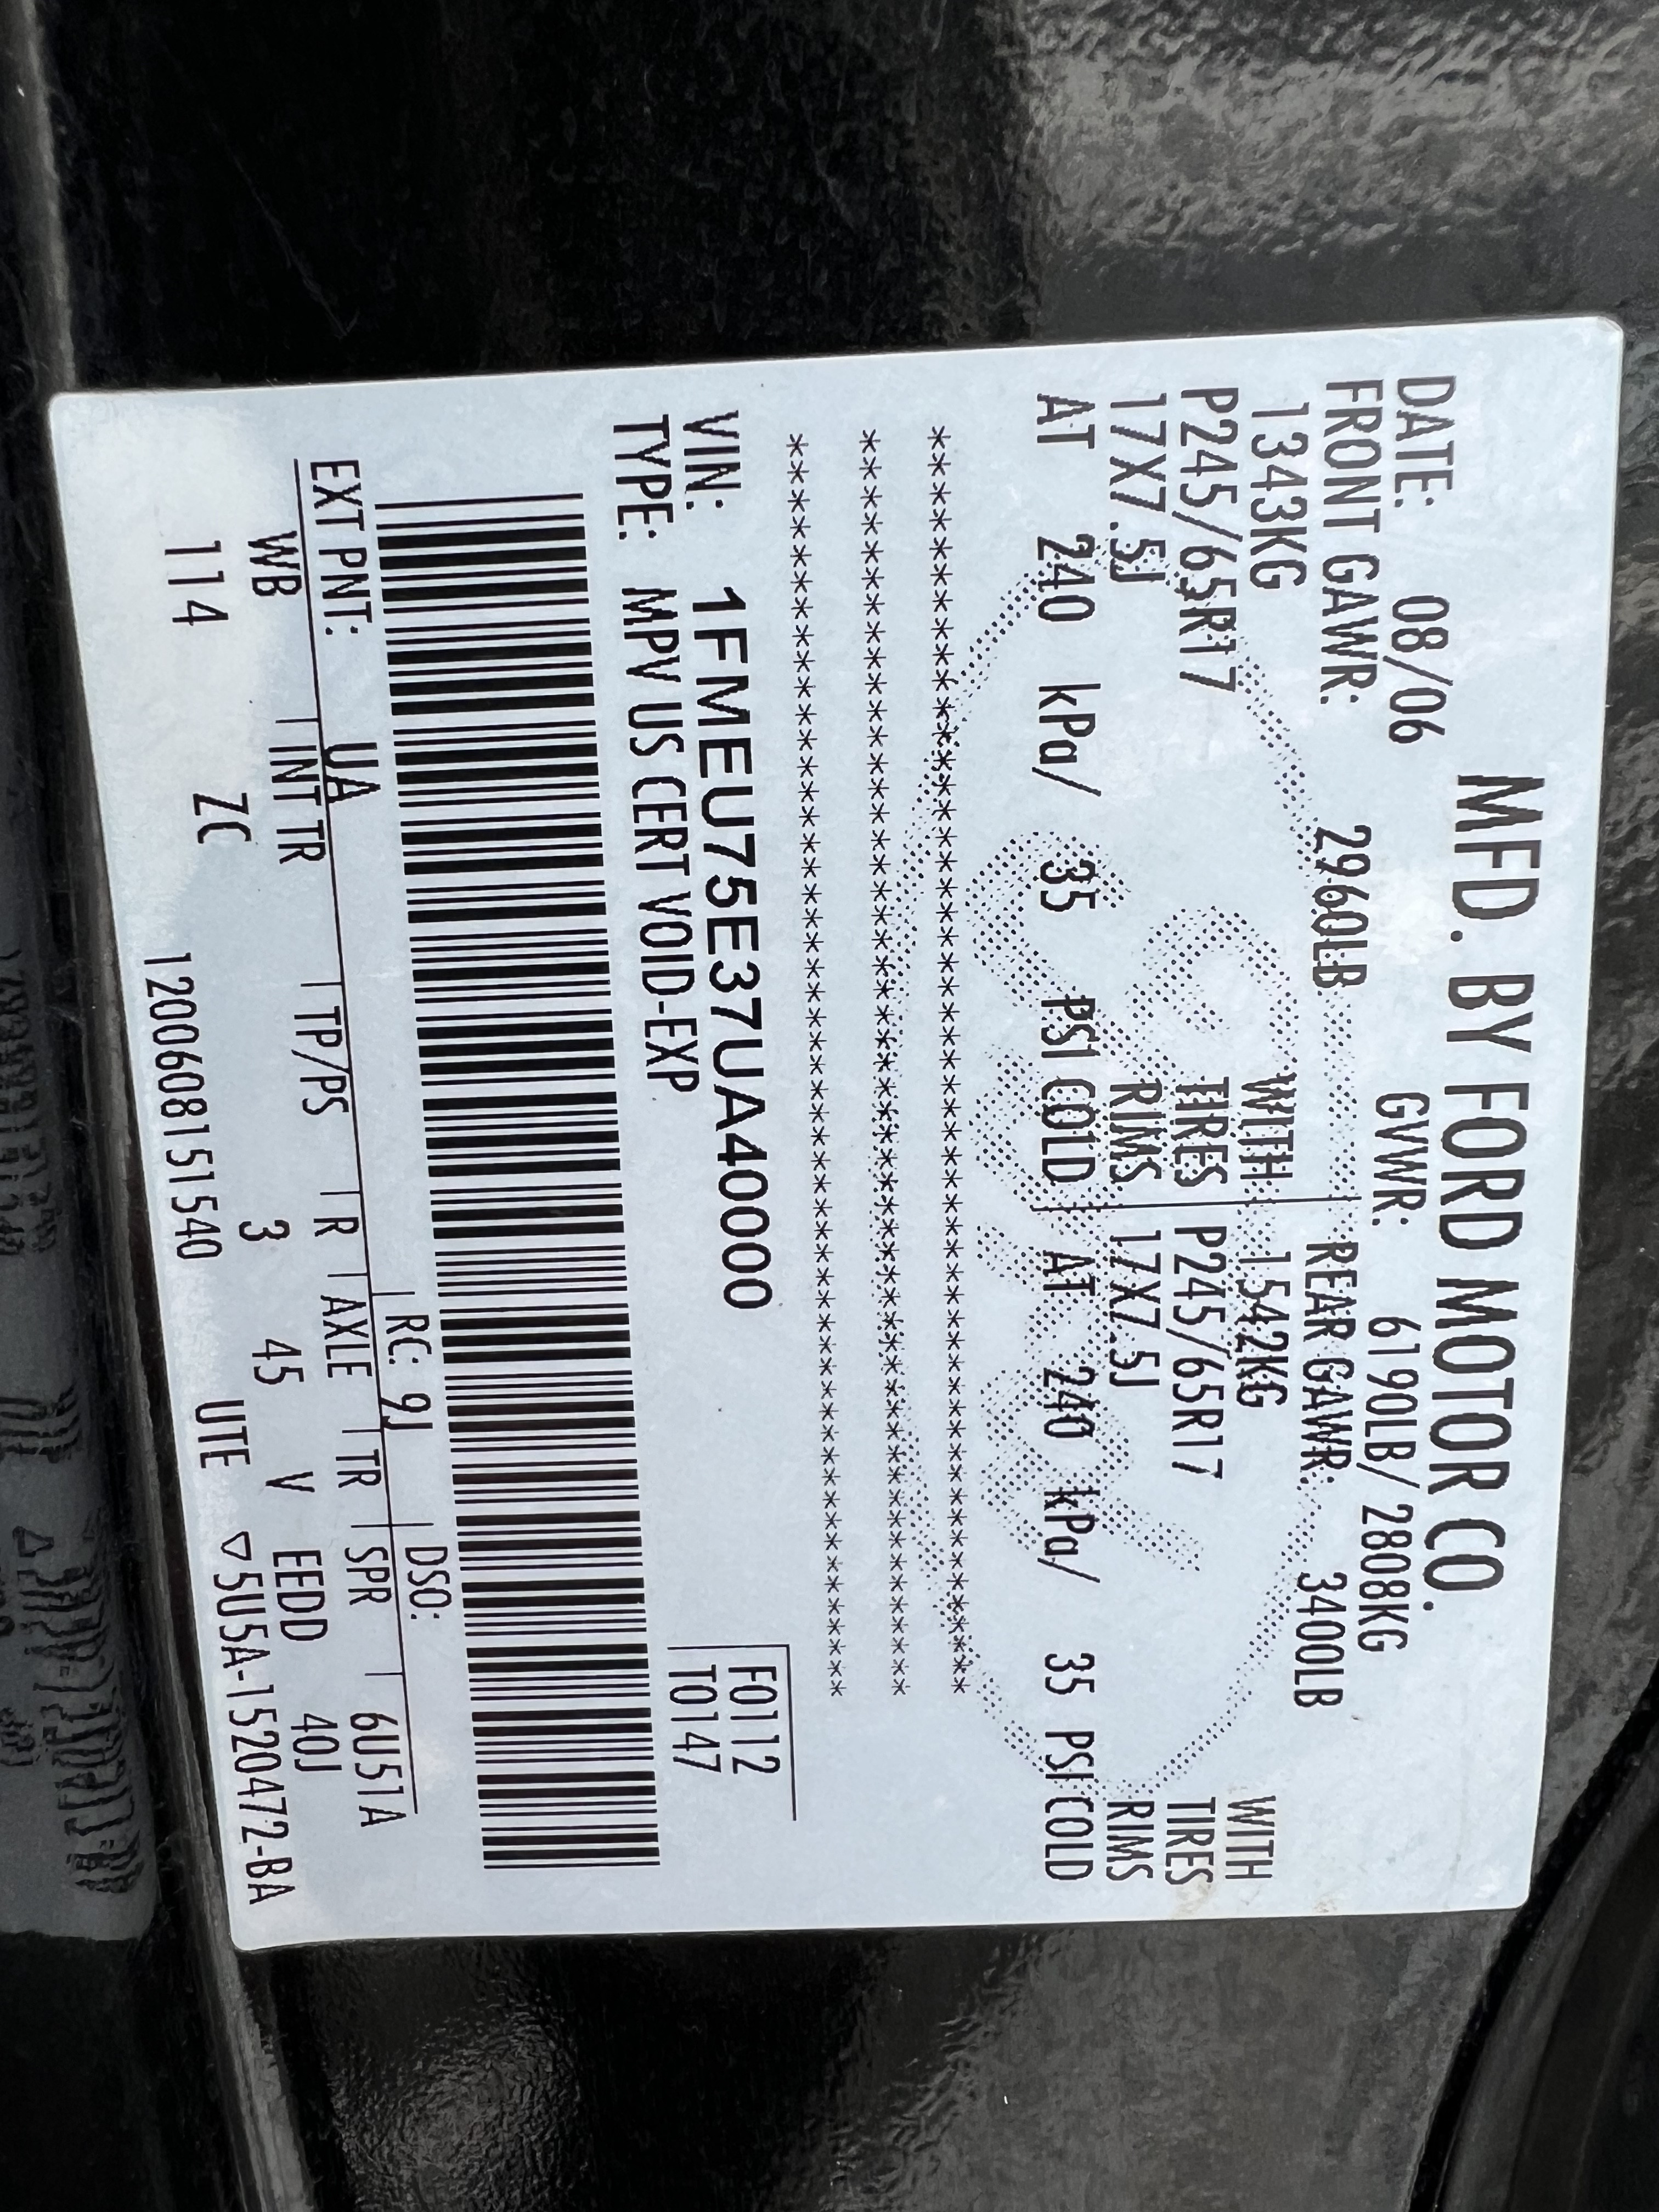 MFD. BY FORD MOTOR CO.
DATE: 08/06 GVWR: 6190LB/ 2808KG
FRONT GAWR: 2960LB REAR GAWR: 3400LB
1343KG WITH 1542KG WITH
P245/65R17 TIRES P245/65R17 TIRES
17X7.5J RIMS 17X7.5J RIMS
AT 240 kPa/ 35 PSI COLD AT 240 kPa/ 35 PSI COLD
VIN: 1FMEU75E37UA40000 F0112
TYPE: MPV US CERT VOID-EXP T0147
EXT PNT: UA RC: 9J DSO:
WB INT TR TP/PS R AXLE TR SPR 6U51A
114 ZC 3 45 V EEDD 40J
12006081515​40 UTE ▽5U5A-1520472-BA